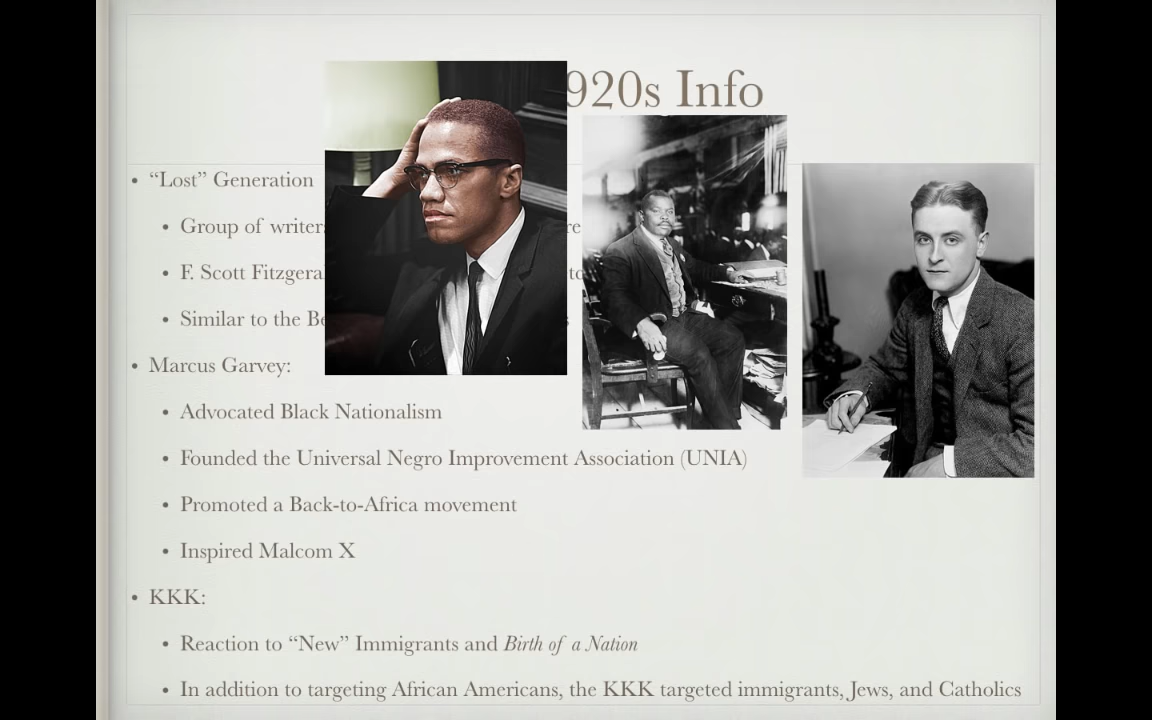 920s Info
“Lost” Generation
Group of writers
F. Scott Fitzgera
Similar to the Be
Marcus Garvey:
Advocated Black Nationalism
Founded the Universal Negro Improvement Association (UNIA)
Promoted a Back-to-Africa movement
Inspired Malcom X
KKK:
Reaction to “New” Immigrants and Birth of a Nation
In addition to targeting African Americans, the KKK targeted immigrants, Jews, and Catholics